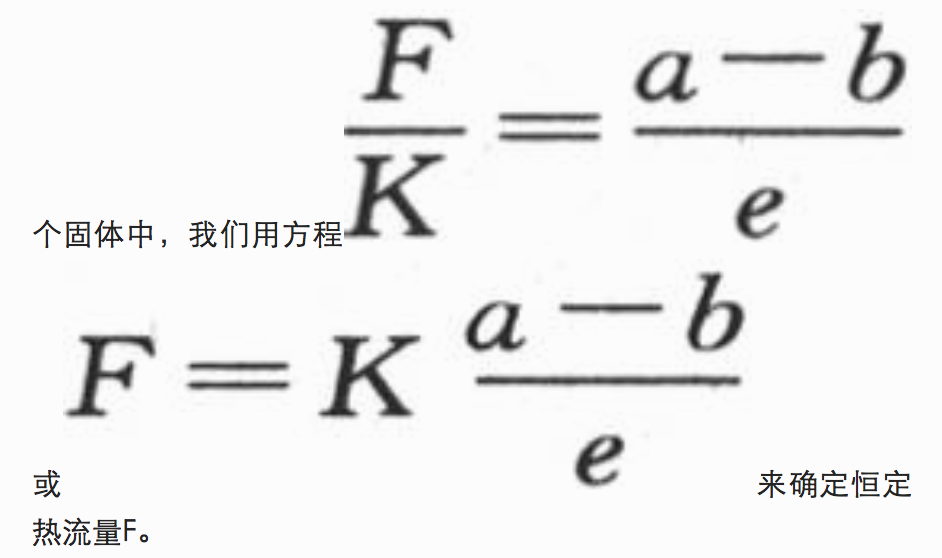 个固体中，我们用方程 F/K = (a - b)/e
或 F = K (a - b)/e 来确定恒定
热流量F。